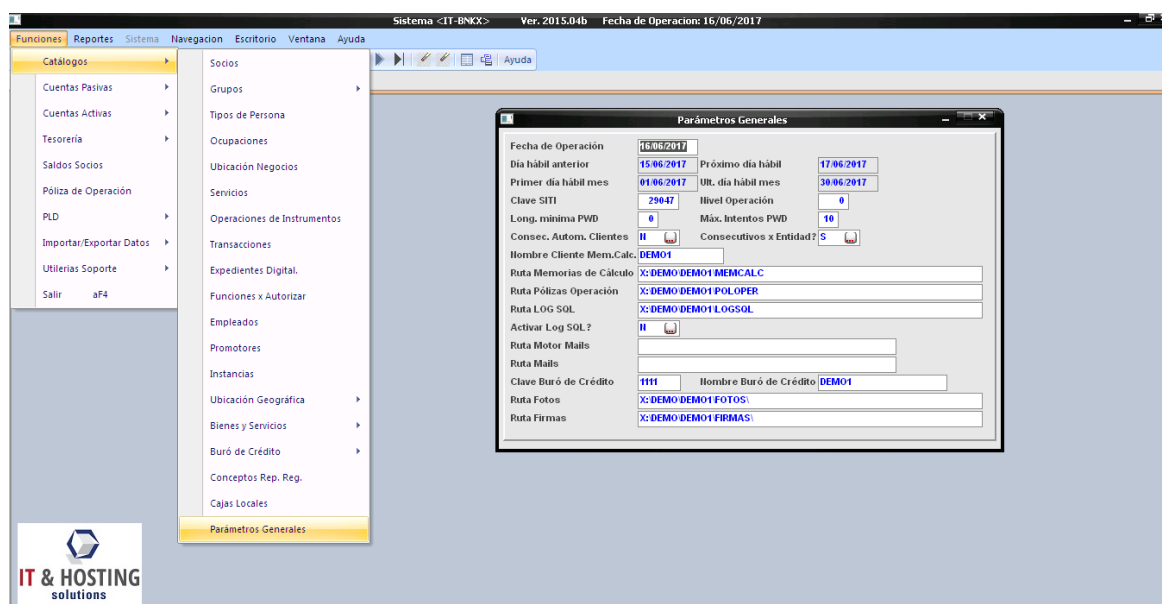 Sistema <IT-BNKX> Ver. 2015.04b Fecha de Operacion: 16/06/2017
Funciones Reportes Sistema Navegacion Escritorio Ventana Ayuda
Ayuda
Catálogos
Cuentas Pasivas
Cuentas Activas
Tesorería
Saldos Socios
Póliza de Operación
PLD
Importar/Exportar Datos
Utilerias Soporte
Salir aF4
Socios
Grupos
Tipos de Persona
Ocupaciones
Ubicación Negocios
Servicios
Operaciones de Instrumentos
Transacciones
Expedientes Digital.
Funciones x Autorizar
Empleados
Promotores
Instancias
Ubicación Geográfica
Bienes y Servicios
Buró de Crédito
Conceptos Rep. Reg.
Cajas Locales
Parámetros Generales
Parámetros Generales
Fecha de Operación 16/06/2017
Día hábil anterior 15/06/2017 Próximo día hábil 17/06/2017
Primer día hábil mes 01/06/2017 Ult. día hábil mes 30/06/2017
Clave SITI 29047 Nivel Operación 0
Long. minima PWD 0 Máx. Intentos PWD 10
Consec. Autom. Clientes N (...) Consecutivos x Entidad? S (...)
Nombre Cliente Mem.Calc. DEMO1
Ruta Memorias de Càlculo X:\DEMO\DEMO1\MEMCALC
Ruta Pólizas Operación X:\DEMO\DEMO1\POLOPER
Ruta LOG SQL X:\DEMO\DEMO1\LOGSQL
Activar Log SQL? N (...)
Ruta Motor Mails
Ruta Mails
Clave Buró de Crédito 1111 Nombre Buró de Crédito DEMO1
Ruta Fotos X:\DEMO\DEMO1\FOTOS\
Ruta Firmas X:\DEMO\DEMO1\FIRMAS\
IT & HOSTING
solutions